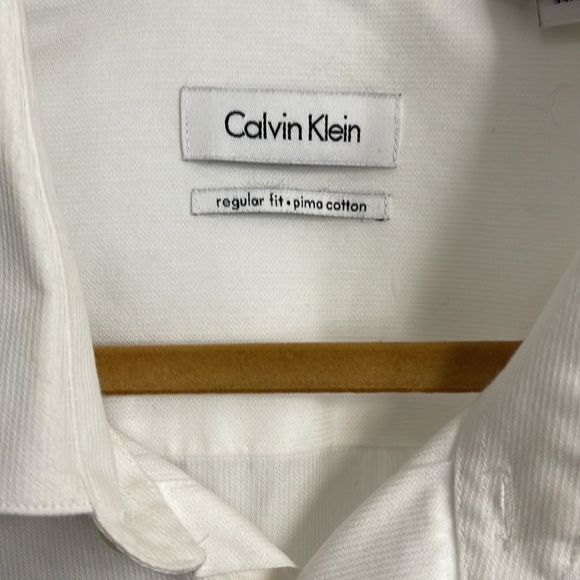 Calvin Klein
regular fit • pima cotton